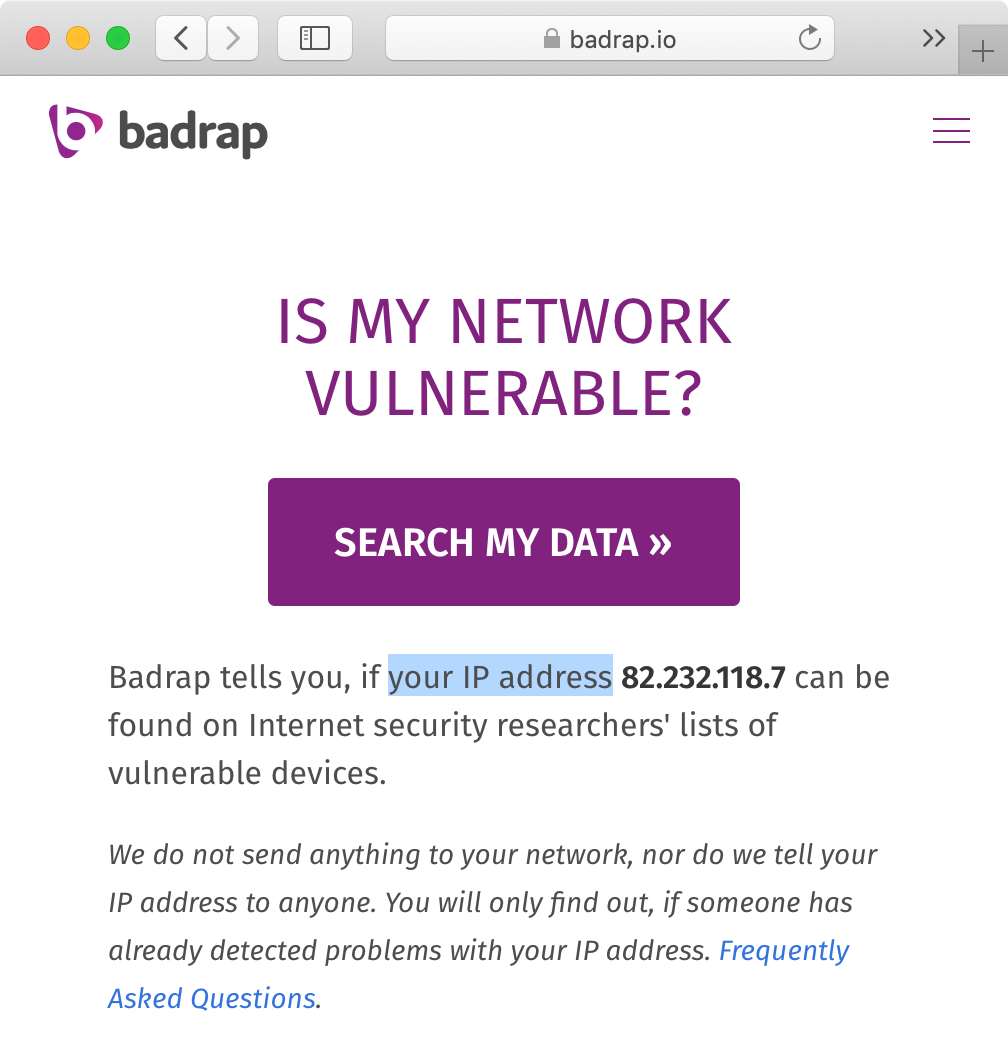 badrap.io
badrap
IS MY NETWORK
VULNERABLE?
SEARCH MY DATA »
Badrap tells you, if your IP address 82.232.118.7 can be
found on Internet security researchers' lists of
vulnerable devices.
We do not send anything to your network, nor do we tell your
IP address to anyone. You will only find out, if someone has
already detected problems with your IP address. Frequently
Asked Questions.